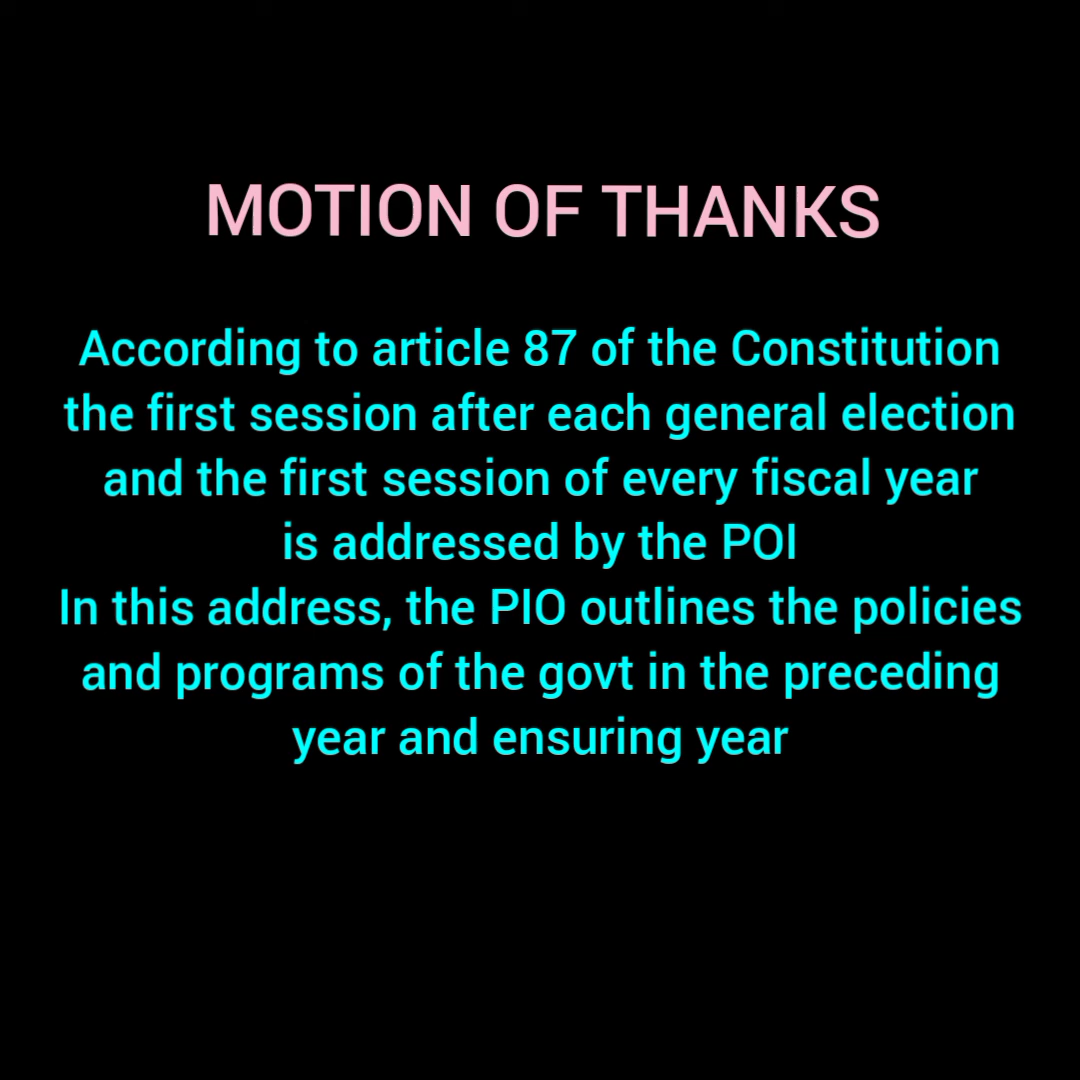 MOTION OF THANKS
According to article 87 of the Constitution
the first session after each general election
and the first session of every fiscal year
is addressed by the POI
In this address, the PIO outlines the policies
and programs of the govt in the preceding
year and ensuring year